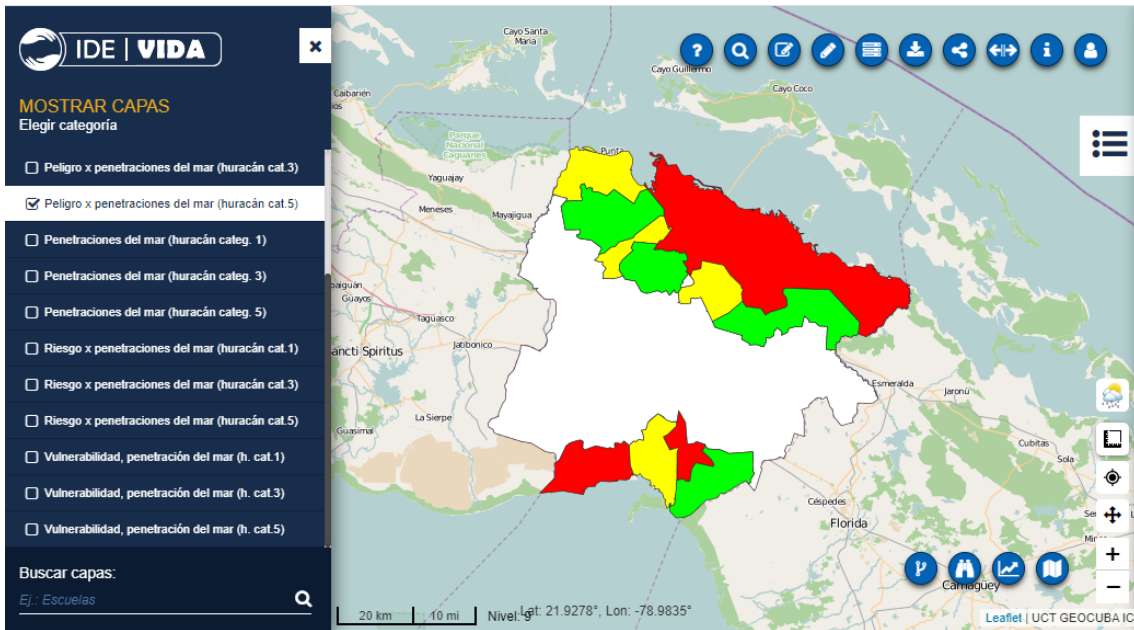 IDE | VIDA
MOSTRAR CAPAS
Elegir categoría
Peligro x penetraciones del mar (huracán cat.3)
Peligro x penetraciones del mar (huracán cat.5)
Penetraciones del mar (huracán categ. 1)
Penetraciones del mar (huracán categ. 3)
Penetraciones del mar (huracán categ. 5)
Riesgo x penetraciones del mar (huracán cat.1)
Riesgo x penetraciones del mar (huracán cat.3)
Riesgo x penetraciones del mar (huracán cat.5)
Vulnerabilidad, penetración del mar (h. cat.1)
Vulnerabilidad, penetración del mar (h. cat.3)
Vulnerabilidad, penetración del mar (h. cat.5)
Buscar capas:
Ej.: Escuelas
Cayo Santa
María
Cayo Guillermo
Cayo Coco
Caibarién
Parque
Nacional
Caguanes
Punta
Yaguajay
Meneses
Mayajigua
Guayos
Taguasco
Jatibonico
Sancti Spíritus
La Sierpe
Guasimal
Esmeralda
Jaronú
Cubitas
Sola
Céspedes
Florida
Camagüey
20 km
10 mi
Nivel: 9
Lat: 21.9278°, Lon: -78.9835°
Leaflet | UCT GEOCUBA IC